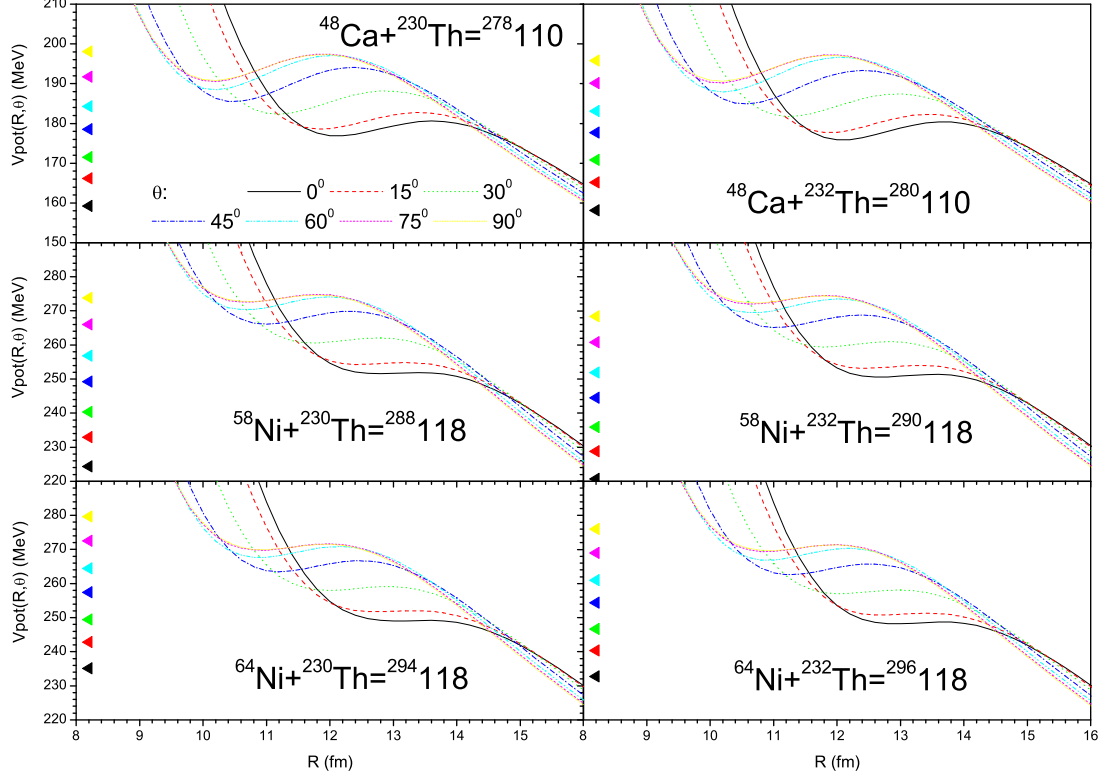 210
200
190
180
170
160
150
Vpot(R,θ) (MeV)
⁴⁸Ca+²³⁰Th=²⁷⁸110
θ: 0⁰ 15⁰ 30⁰
45⁰ 60⁰ 75⁰ 90⁰
⁴⁸Ca+²³²Th=²⁸⁰110
280
270
260
250
240
230
220
Vpot(R,θ) (MeV)
⁵⁸Ni+²³⁰Th=²⁸⁸118
⁵⁸Ni+²³²Th=²⁹⁰118
280
270
260
250
240
230
220
Vpot(R,θ) (MeV)
⁶⁴Ni+²³⁰Th=²⁹⁴118
⁶⁴Ni+²³²Th=²⁹⁶118
8 9 10 11 12 13 14 15 8 9 10 11 12 13 14 15 16
R (fm) R (fm)